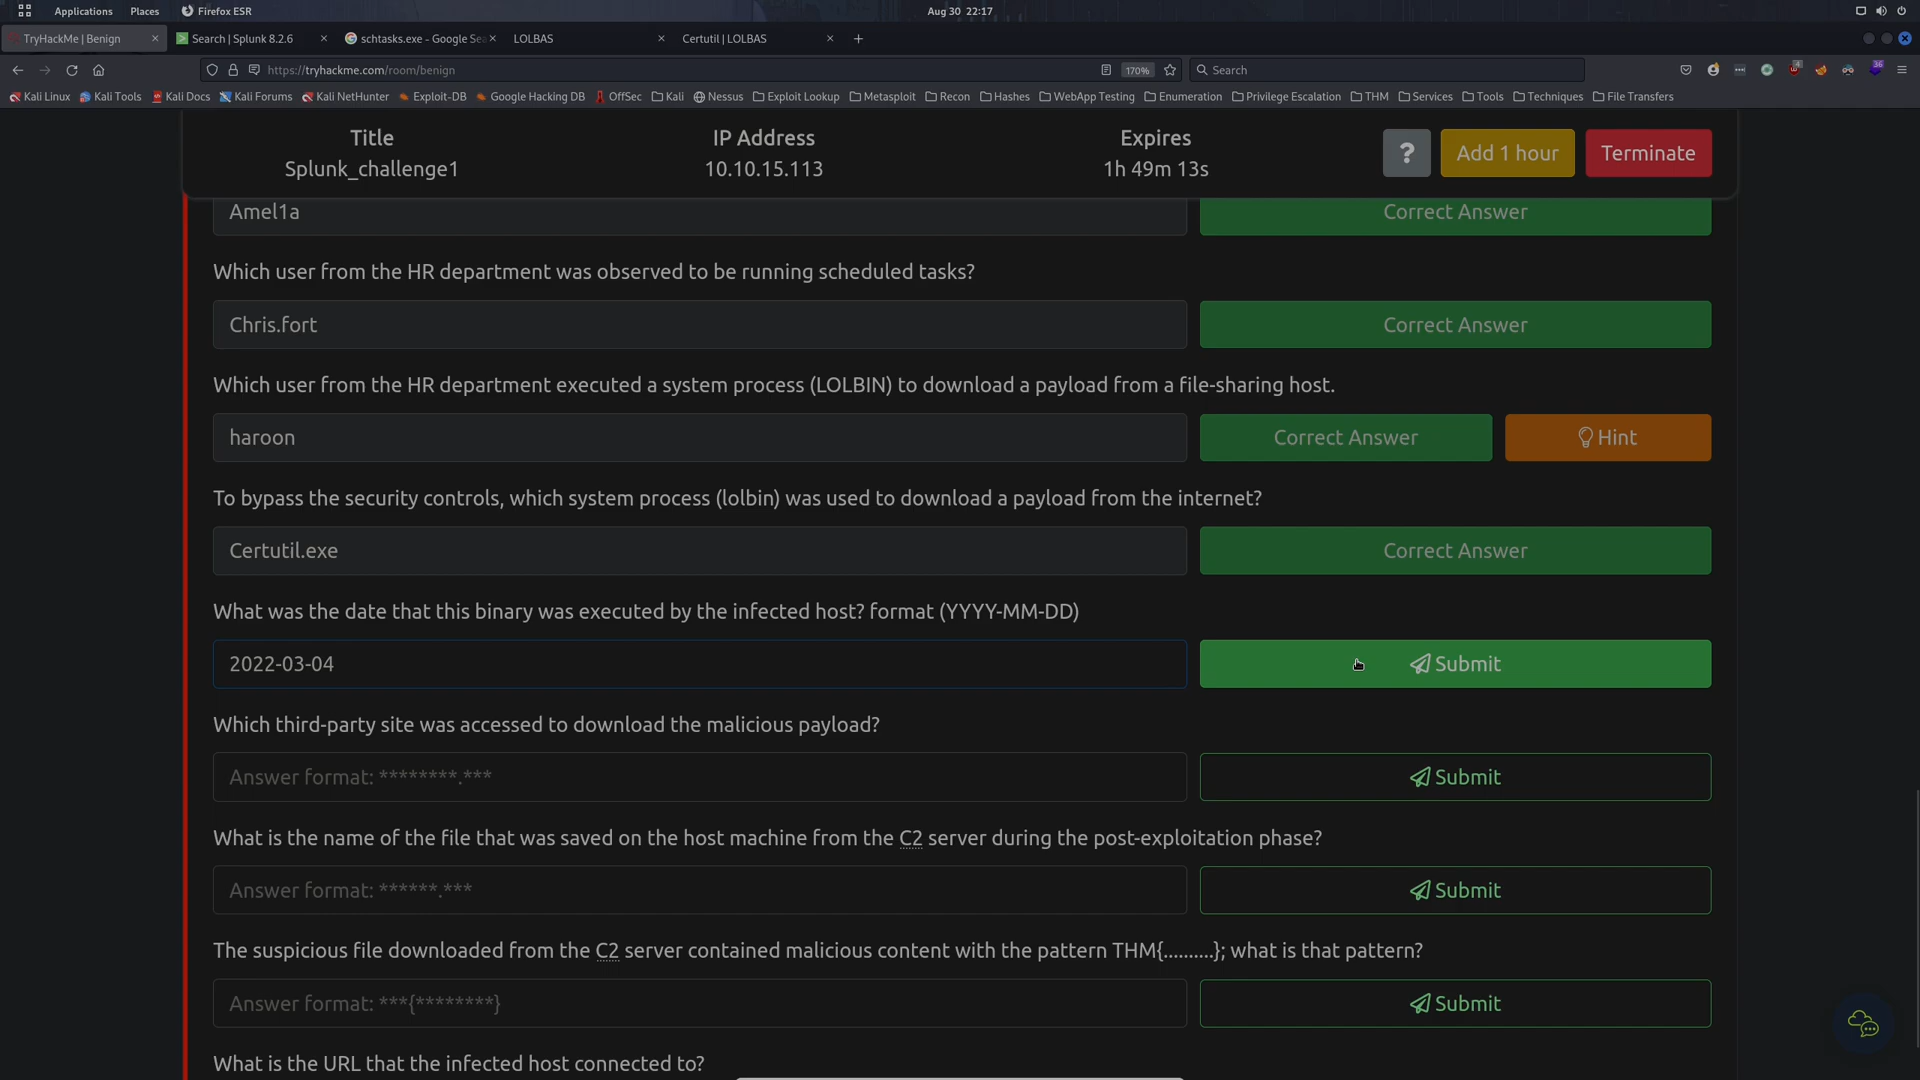 Applications
Places
Firefox ESR
Aug 30 22:17
TryHackMe | Benign
Search | Splunk 8.2.6
schtasks.exe - Google Sea
LOLBAS
Certutil | LOLBAS
https://tryhackme.com/room/benign
170%
Search
4
36
Kali Linux
Kali Tools
Kali Docs
Kali Forums
Kali NetHunter
Exploit-DB
Google Hacking DB
OffSec
Kali
Nessus
Exploit Lookup
Metasploit
Recon
Hashes
WebApp Testing
Enumeration
Privilege Escalation
THM
Services
Tools
Techniques
File Transfers
Title
IP Address
Expires
Splunk_challenge1
10.10.15.113
1h 49m 13s
?
Add 1 hour
Terminate
Amel1a
Correct Answer
Which user from the HR department was observed to be running scheduled tasks?
Chris.fort
Correct Answer
Which user from the HR department executed a system process (LOLBIN) to download a payload from a file-sharing host.
haroon
Correct Answer
Hint
To bypass the security controls, which system process (lolbin) was used to download a payload from the internet?
Certutil.exe
Correct Answer
What was the date that this binary was executed by the infected host? format (YYYY-MM-DD)
2022-03-04
Submit
Which third-party site was accessed to download the malicious payload?
Answer format: ********.***
Submit
What is the name of the file that was saved on the host machine from the C2 server during the post-exploitation phase?
Answer format: ******.***
Submit
The suspicious file downloaded from the C2 server contained malicious content with the pattern THM{..........}; what is that pattern?
Answer format: ***{********}
Submit
What is the URL that the infected host connected to?